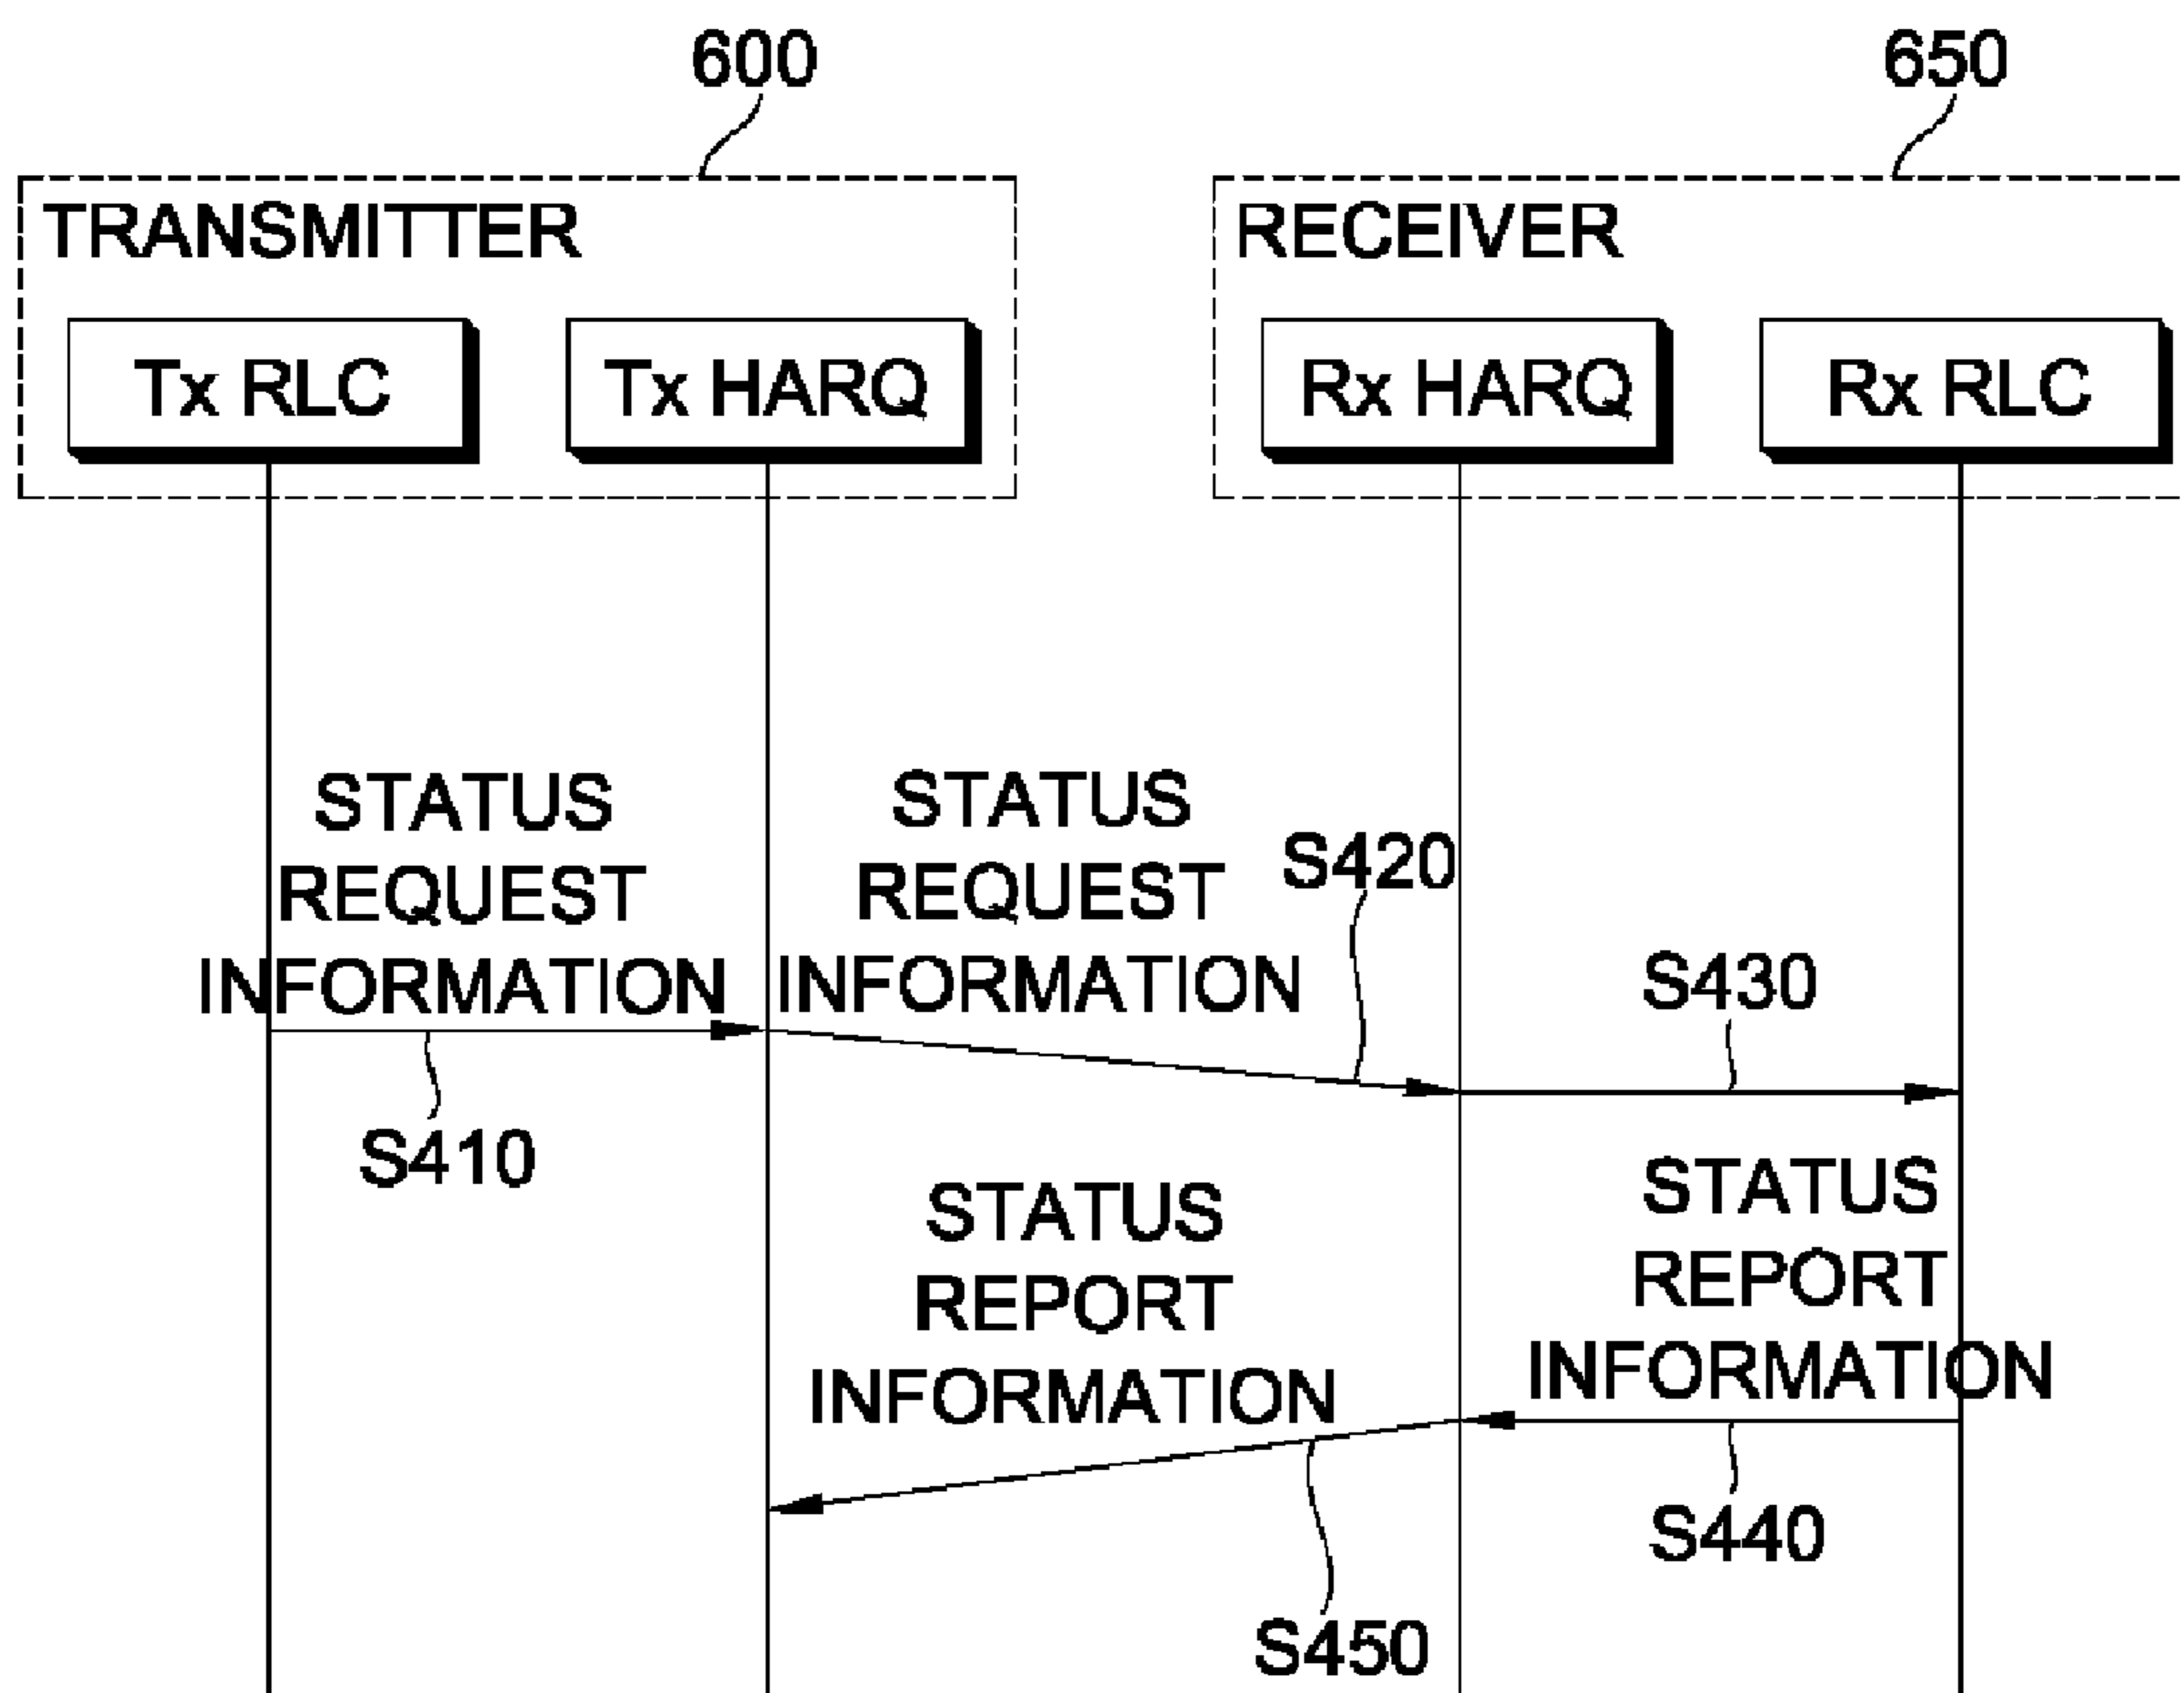 600
650
TRANSMITTER
RECEIVER
Tx RLC
Tx HARQ
Rx HARQ
Rx RLC
STATUS
REQUEST
INFORMATION
STATUS
REQUEST
INFORMATION
S420
S430
S410
STATUS
REPORT
INFORMATION
STATUS
REPORT
INFORMATION
S440
S450